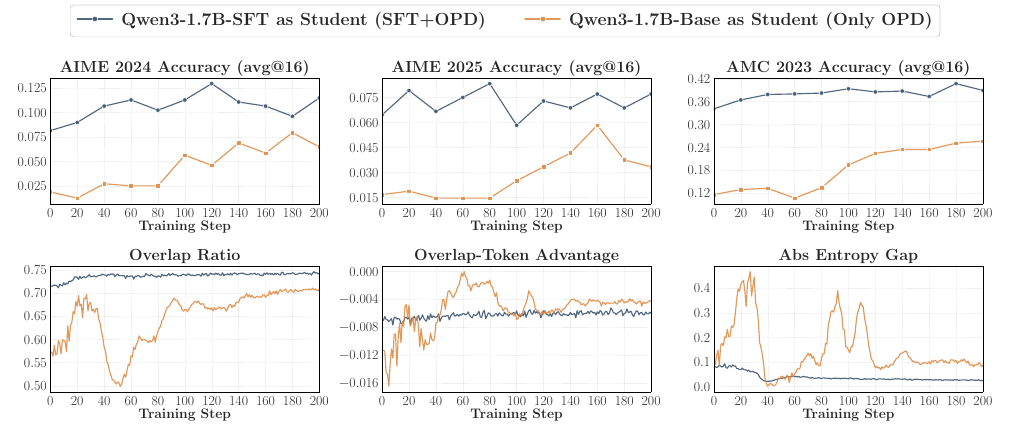 Qwen3-1.7B-SFT as Student (SFT+OPD) Qwen3-1.7B-Base as Student (Only OPD)
AIME 2024 Accuracy (avg@16)
0.125
0.100
0.075
0.050
0.025
0 20 40 60 80 100 120 140 160 180 200
Training Step
AIME 2025 Accuracy (avg@16)
0.075
0.060
0.045
0.030
0.015
0 20 40 60 80 100 120 140 160 180 200
Training Step
AMC 2023 Accuracy (avg@16)
0.42
0.36
0.30
0.24
0.18
0.12
0 20 40 60 80 100 120 140 160 180 200
Training Step
Overlap Ratio
0.75
0.70
0.65
0.60
0.55
0.50
0 20 40 60 80 100 120 140 160 180 200
Training Step
Overlap-Token Advantage
0.000
−0.004
−0.008
−0.012
−0.016
0 20 40 60 80 100 120 140 160 180 200
Training Step
Abs Entropy Gap
0.4
0.3
0.2
0.1
0.0
0 20 40 60 80 100 120 140 160 180 200
Training Step